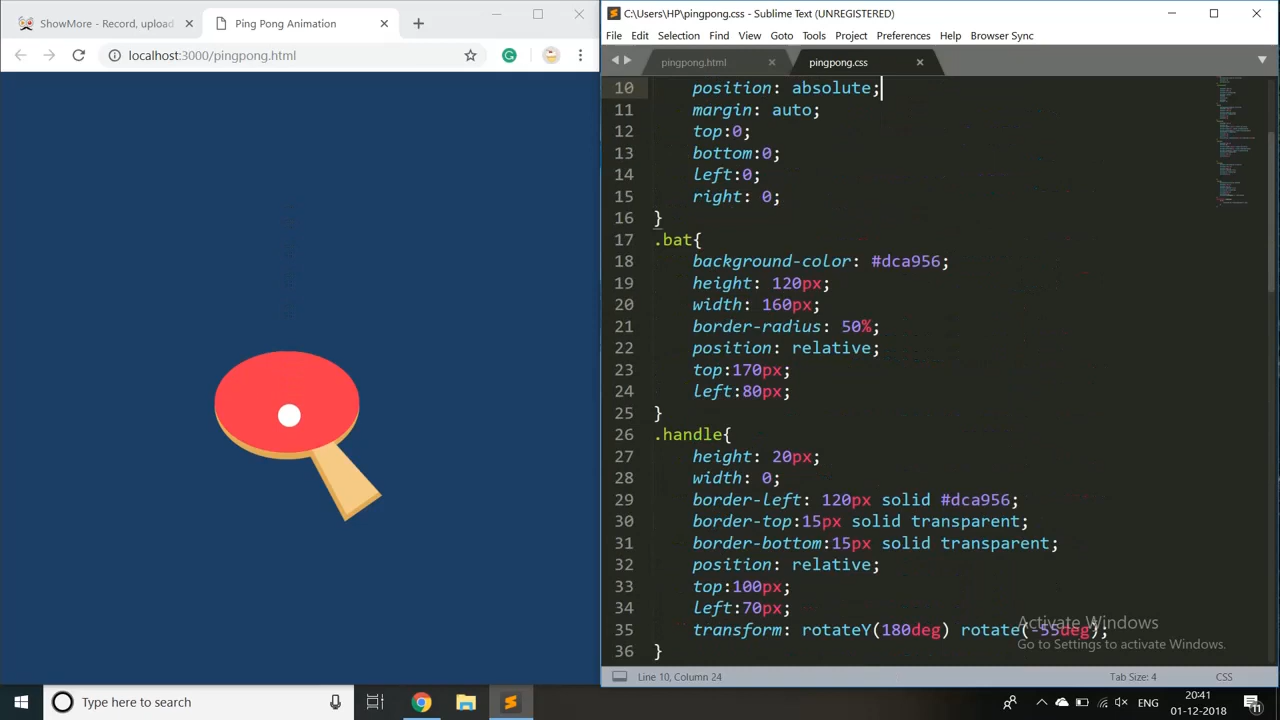 ShowMore - Record, upload
Ping Pong Animation
localhost:3000/pingpong.html
C:\Users\HP\pingpong.css - Sublime Text (UNREGISTERED)
File Edit Selection Find View Goto Tools Project Preferences Help Browser Sync
pingpong.html
pingpong.css
10 position: absolute;
11 margin: auto;
12 top:0;
13 bottom:0;
14 left:0;
15 right: 0;
16 }
17 .bat{
18 background-color: #dca956;
19 height: 120px;
20 width: 160px;
21 border-radius: 50%;
22 position: relative;
23 top:170px;
24 left:80px;
25 }
26 .handle{
27 height: 20px;
28 width: 0;
29 border-left: 120px solid #dca956;
30 border-top:15px solid transparent;
31 border-bottom:15px solid transparent;
32 position: relative;
33 top:100px;
34 left:70px;
35 transform: rotateY(180deg) rotate(-55deg);
36 }
Activate Windows
Go to Settings to activate Windows.
Line 10, Column 24
Tab Size: 4
CSS
Type here to search
ENG
20:41
01-12-2018
11